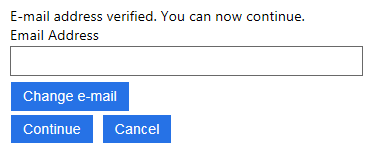 E-mail address verified. You can now continue.
Email Address
Change e-mail
Continue Cancel